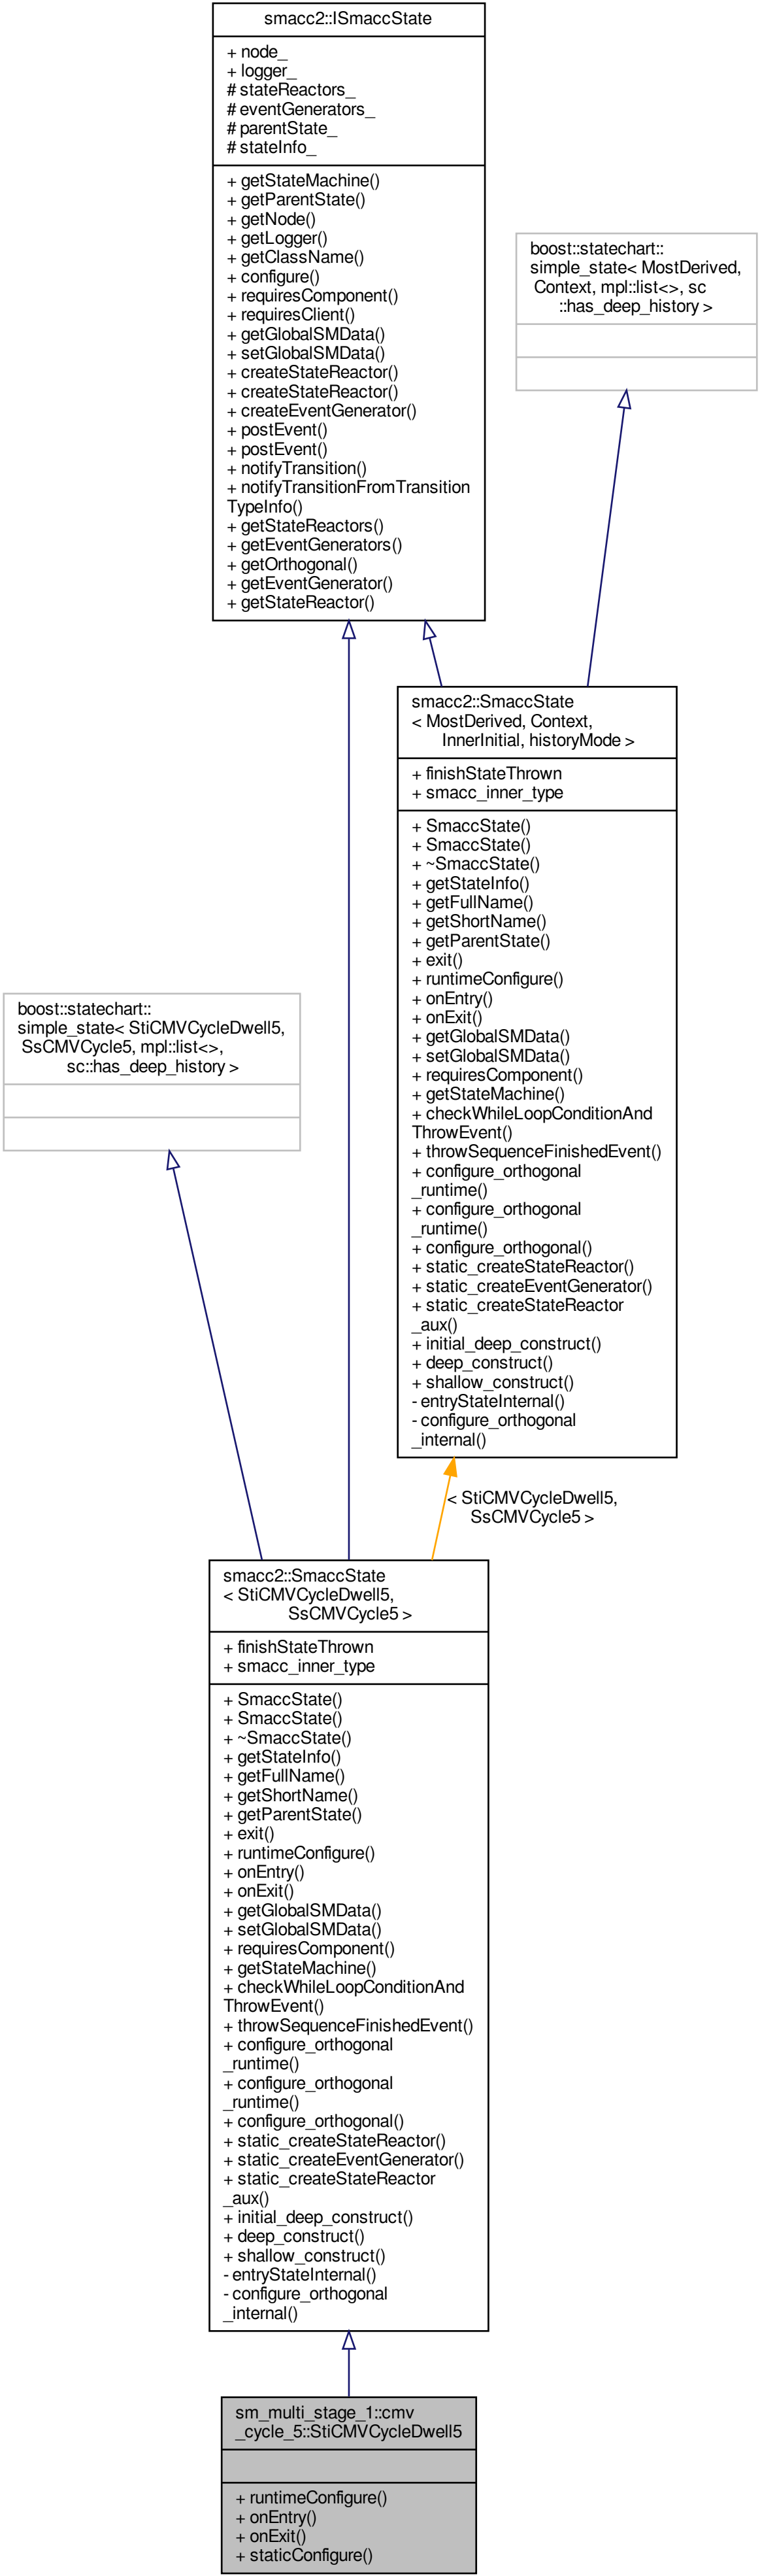 smacc2::ISmaccState
+ node_
+ logger_
# stateReactors_
# eventGenerators_
# parentState_
# stateInfo_
+ getStateMachine()
+ getParentState()
+ getNode()
+ getLogger()
+ getClassName()
+ configure()
+ requiresComponent()
+ requiresClient()
+ getGlobalSMData()
+ setGlobalSMData()
+ createStateReactor()
+ createStateReactor()
+ createEventGenerator()
+ postEvent()
+ postEvent()
+ notifyTransition()
+ notifyTransitionFromTransition
TypeInfo()
+ getStateReactors()
+ getEventGenerators()
+ getOrthogonal()
+ getEventGenerator()
+ getStateReactor()
boost::statechart::
simple_state< MostDerived,
Context, mpl::list<>, sc
::has_deep_history >
smacc2::SmaccState
< MostDerived, Context,
InnerInitial, historyMode >
+ finishStateThrown
+ smacc_inner_type
+ SmaccState()
+ SmaccState()
+ ~SmaccState()
+ getStateInfo()
+ getFullName()
+ getShortName()
+ getParentState()
+ exit()
+ runtimeConfigure()
+ onEntry()
+ onExit()
+ getGlobalSMData()
+ setGlobalSMData()
+ requiresComponent()
+ getStateMachine()
+ checkWhileLoopConditionAnd
ThrowEvent()
+ throwSequenceFinishedEvent()
+ configure_orthogonal
_runtime()
+ configure_orthogonal
_runtime()
+ configure_orthogonal()
+ static_createStateReactor()
+ static_createEventGenerator()
+ static_createStateReactor
_aux()
+ initial_deep_construct()
+ deep_construct()
+ shallow_construct()
- entryStateInternal()
- configure_orthogonal
_internal()
boost::statechart::
simple_state< StiCMVCycleDwell5,
SsCMVCycle5, mpl::list<>,
sc::has_deep_history >
< StiCMVCycleDwell5,
SsCMVCycle5 >
smacc2::SmaccState
< StiCMVCycleDwell5,
SsCMVCycle5 >
+ finishStateThrown
+ smacc_inner_type
+ SmaccState()
+ SmaccState()
+ ~SmaccState()
+ getStateInfo()
+ getFullName()
+ getShortName()
+ getParentState()
+ exit()
+ runtimeConfigure()
+ onEntry()
+ onExit()
+ getGlobalSMData()
+ setGlobalSMData()
+ requiresComponent()
+ getStateMachine()
+ checkWhileLoopConditionAnd
ThrowEvent()
+ throwSequenceFinishedEvent()
+ configure_orthogonal
_runtime()
+ configure_orthogonal
_runtime()
+ configure_orthogonal()
+ static_createStateReactor()
+ static_createEventGenerator()
+ static_createStateReactor
_aux()
+ initial_deep_construct()
+ deep_construct()
+ shallow_construct()
- entryStateInternal()
- configure_orthogonal
_internal()
sm_multi_stage_1::cmv
_cycle_5::StiCMVCycleDwell5
+ runtimeConfigure()
+ onEntry()
+ onExit()
+ staticConfigure()